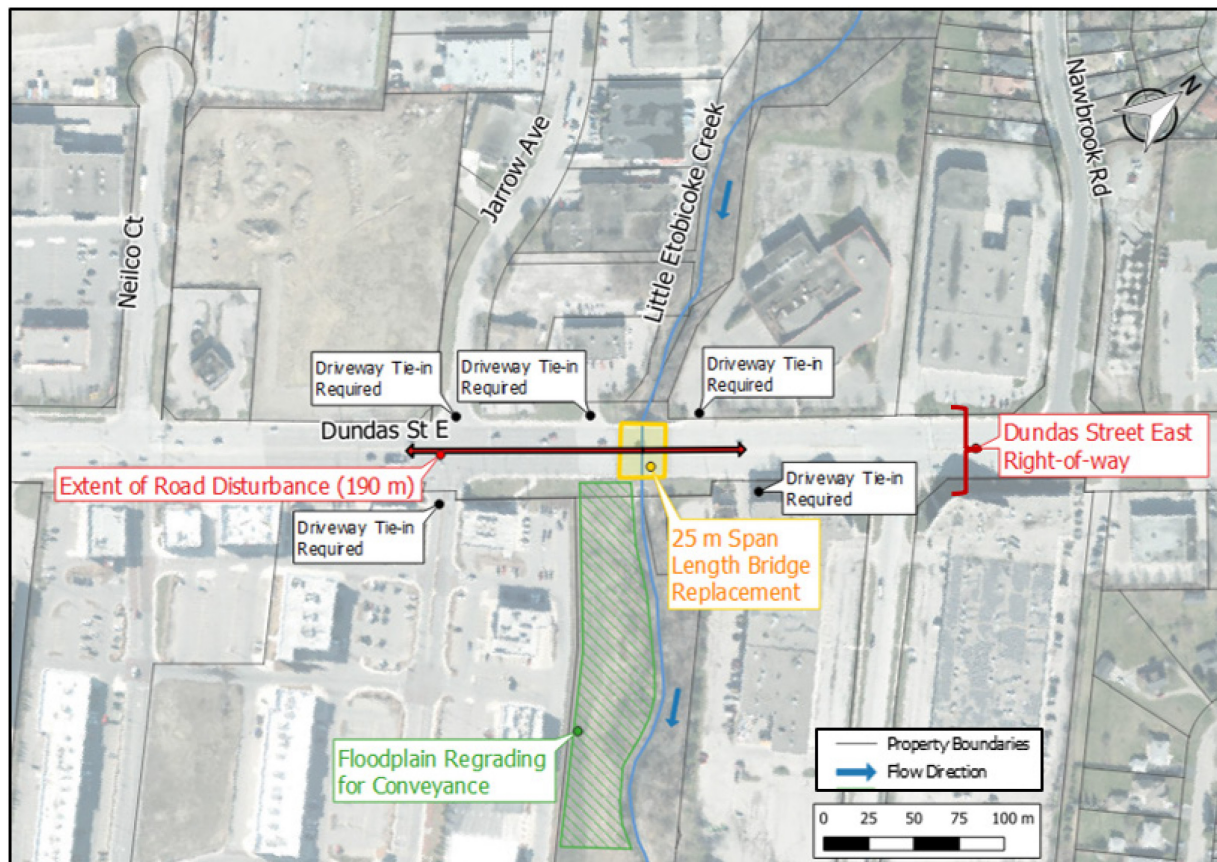 Neilco Ct
Jarrow Ave
Little Etobicoke Creek
Nawbrook Rd
N
Driveway Tie-in
Required
Driveway Tie-in
Required
Driveway Tie-in
Required
Dundas St E
Dundas Street East
Right-of-way
Extent of Road Disturbance (190 m)
Driveway Tie-in
Required
Driveway Tie-in
Required
25 m Span
Length Bridge
Replacement
Floodplain Regrading
for Conveyance
Property Boundaries
Flow Direction
0 25 50 75 100 m